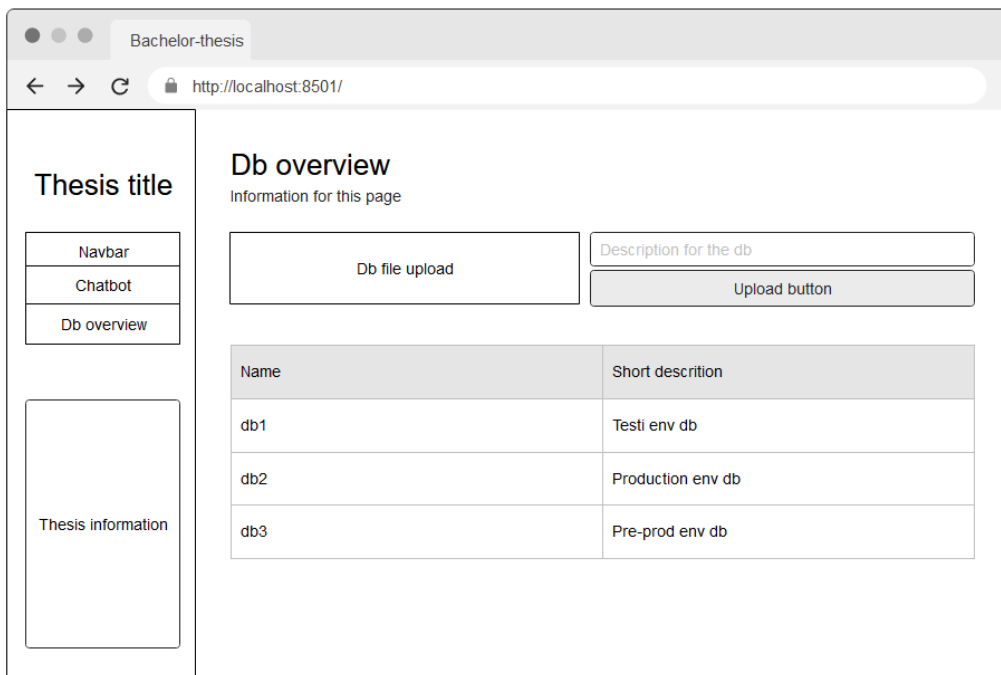 Bachelor-thesis
http://localhost:8501/
Thesis title
Navbar
Chatbot
Db overview
Thesis information
Db overview
Information for this page
Db file upload
Description for the db
Upload button
Name Short descrition
db1 Testi env db
db2 Production env db
db3 Pre-prod env db